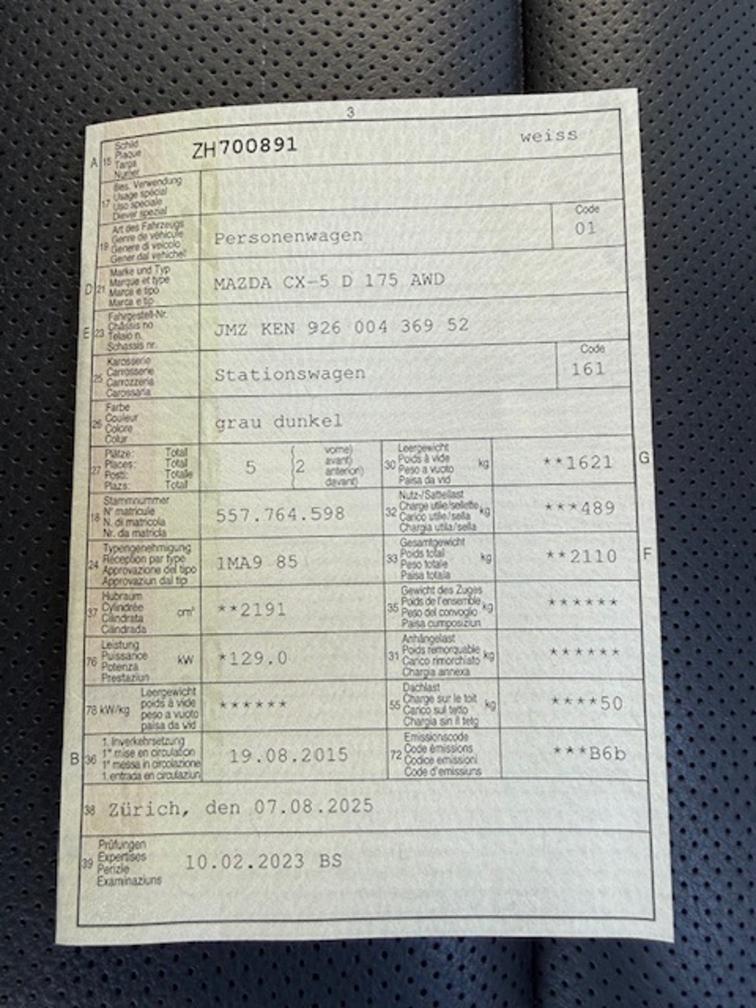 3
A 15 Schild Plaque Targa Numer ZH700891 weiss
17 Bes. Verwendung Usage spécial Uso speciale Diever spezial
19 Art des Fahrzeugs Genre de véhicule Genere di veicolo Gener dal vehichel Personenwagen Code 01
D 21 Marke und Typ Marque et type Marca e tipo Marca e tip MAZDA CX-5 D 175 AWD
E 23 Fahrgestell-Nr. Châssis no Telaio n. Schassis nr. JMZ KEN 926 004 369 52
25 Karosserie Carrosserie Carrozzeria Carossaria Stationswagen Code 161
26 Farbe Couleur Colore Colur grau dunkel
27 Plätze: Total Places: Total Posti: Totale Plazs: Total 5 (2 vorne) avant) anteriori) davant) 30 Leergewicht Poids à vide Peso a vuoto Paisa da vid kg **1621 G
18 Stammnummer N° matricule N. di matricola Nr. da matricla 557.764.598 32 Nutz-/Sattellast Charge utile/sellette Carico utile/sella Chargia utila/sella kg ***489
24 Typengenehmigung Réception par type Approvazione del tipo Approvaziun dal tip 1MA9 85 33 Gesamtgewicht Poids total Peso totale Paisa totala kg **2110 F
37 Hubraum Cylindrée Cilindrata Cilindrada cm³ **2191 35 Gewicht des Zuges Poids de l'ensemble Peso del convoglio Paisa cumposiziun kg ******
76 Leistung Puissance Potenza Prestaziun kW *129.0 31 Anhängelast Poids remorquable Carico rimorchiato Chargia annexa kg ******
78 kW/kg Leergewicht poids à vide peso a vuoto paisa da vid ****** 55 Dachlast Charge sur le toit Carico sul tetto Chargia sin il tetg kg ****50
B 36 1. Inverkehrsetzung 1re mise en circulation 1a messa in circolazione 1. entrada en circulaziun 19.08.2015 72 Emissionscode Code émissions Codice emissioni Code d'emissiuns ***B6b
38 Zürich, den 07.08.2025
39 Prüfungen Expertises Perizie Examinaziuns 10.02.2023 BS